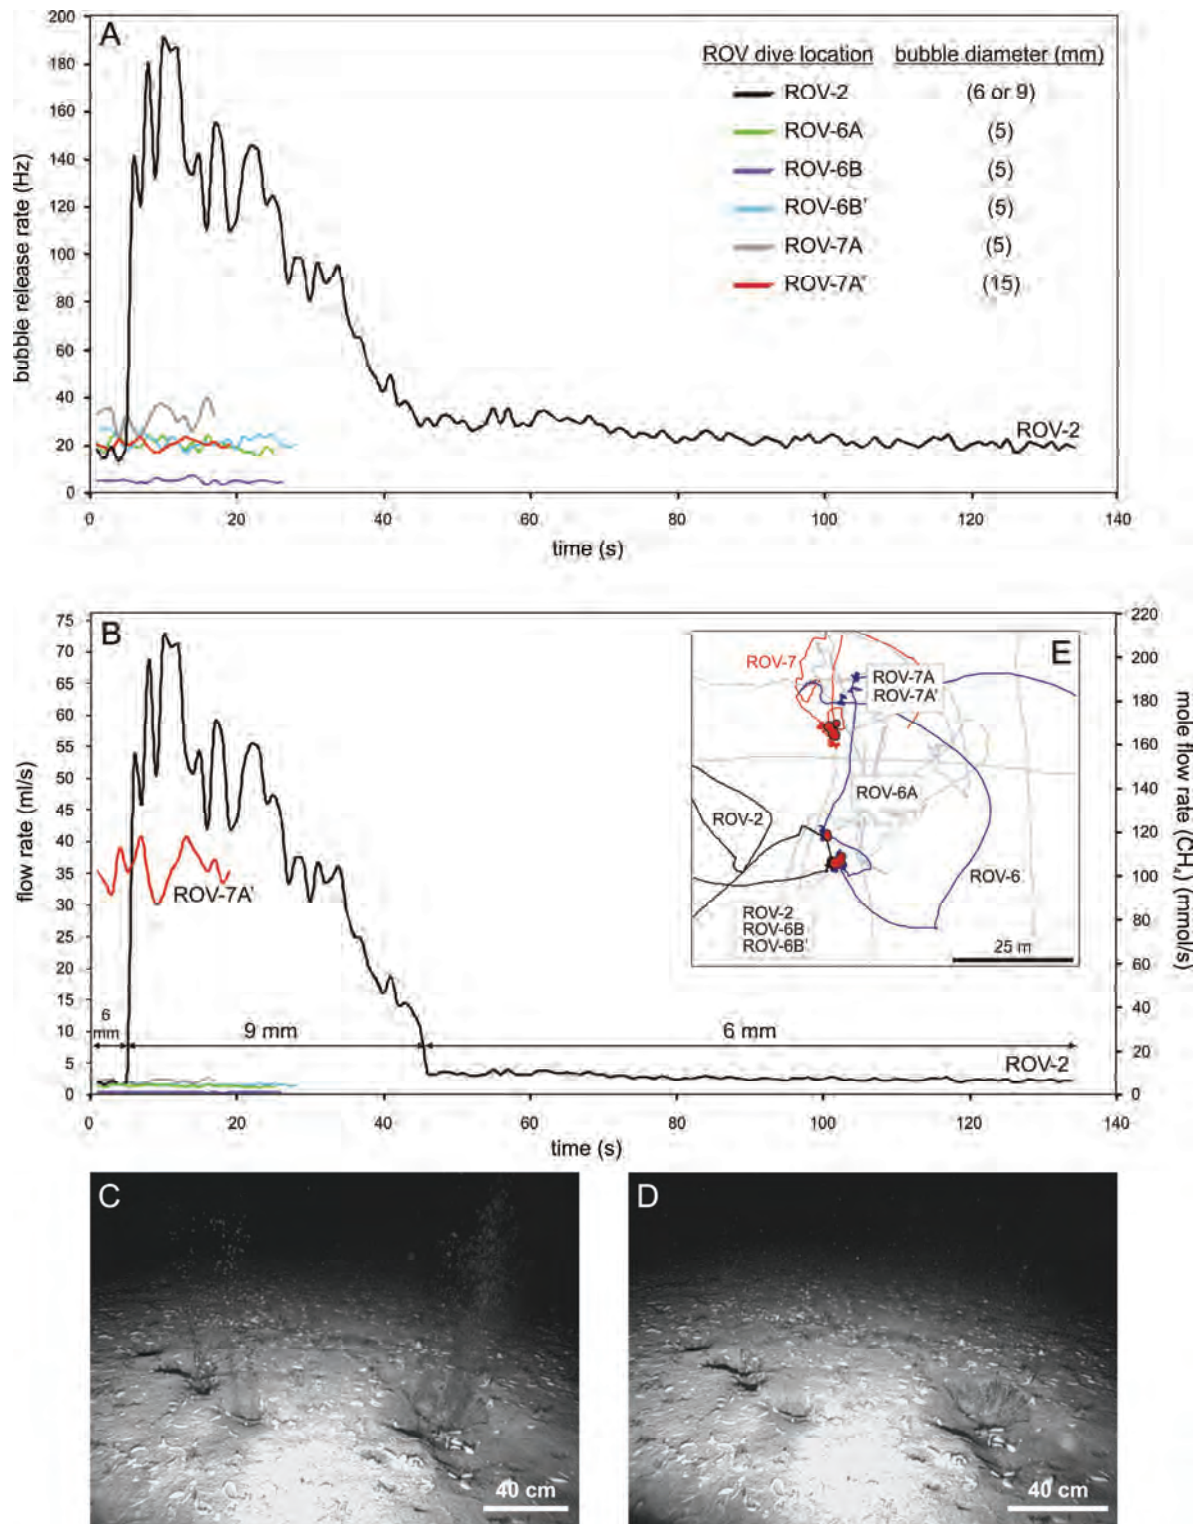 A
200
180
160
140
120
100
80
60
40
20
0
bubble release rate (Hz)
ROV dive location bubble diameter (mm)
ROV-2 (6 or 9)
ROV-6A (5)
ROV-6B (5)
ROV-6B' (5)
ROV-7A (5)
ROV-7A' (15)
ROV-2
0 20 40 60 80 100 120 140
time (s)
B
75
70
65
60
55
50
45
40
35
30
25
20
15
10
5
0
flow rate (ml/s)
ROV-7A'
6 mm
9 mm
6 mm
ROV-2
E
ROV-7
ROV-7A
ROV-7A'
ROV-6A
ROV-2
ROV-6
ROV-2
ROV-6B
ROV-6B'
25 m
220
200
180
160
140
120
100
80
60
40
20
0
mole flow rate (CH₄) (mmol/s)
0 20 40 60 80 100 120 140
time (s)
C
40 cm
D
40 cm